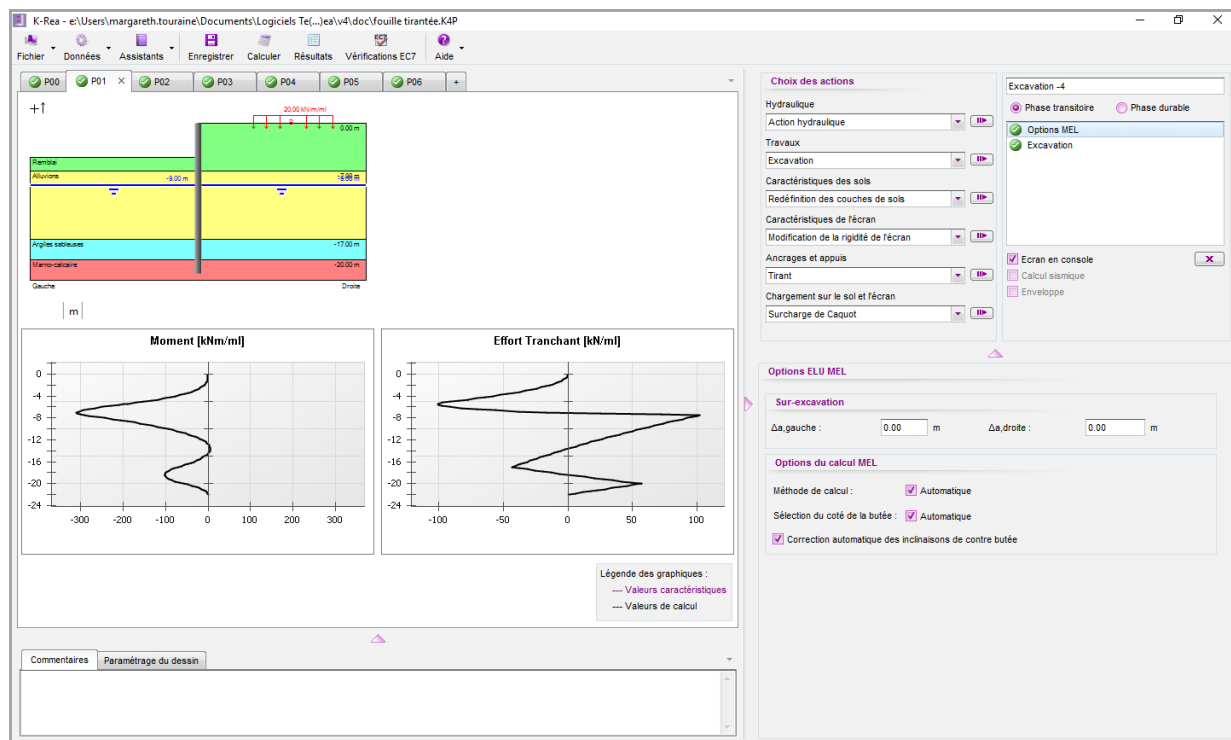 K-Rea - e:\Users\margareth.touraine\Documents\Logiciels Te(...)ea\v4\doc\fouille tirantée.K4P
Fichier Données Assistants Enregistrer Calculer Résultats Vérifications EC7 Aide
P00 P01 × P02 P03 P04 P05 P06 +
20.00 kN/m/ml
0.00 m
Remblai
Alluvions
-9.00 m
Argiles sableuses
-17.00 m
Marno-calcaire
-20.00 m
Gauche Droite
m
Moment [kNm/ml]
0
-4
-8
-12
-16
-20
-24
-300 -200 -100 0 100 200 300
Effort Tranchant [kN/ml]
0
-4
-8
-12
-16
-20
-24
-100 -50 0 50 100
Légende des graphiques :
--- Valeurs caractéristiques
--- Valeurs de calcul
Commentaires Paramétrage du dessin
Choix des actions
Hydraulique
Action hydraulique
Travaux
Excavation
Caractéristiques des sols
Redéfinition des couches de sols
Caractéristiques de l'écran
Modification de la rigidité de l'écran
Ancrages et appuis
Tirant
Chargement sur le sol et l'écran
Surcharge de Caquot
Excavation -4
Phase transitoire Phase durable
Options MEL
Excavation
Ecran en console
Calcul sismique
Enveloppe
Options ELU MEL
Sur-excavation
Δa,gauche : 0.00 m Δa,droite : 0.00 m
Options du calcul MEL
Méthode de calcul : Automatique
Sélection du coté de la butée : Automatique
Correction automatique des inclinaisons de contre butée